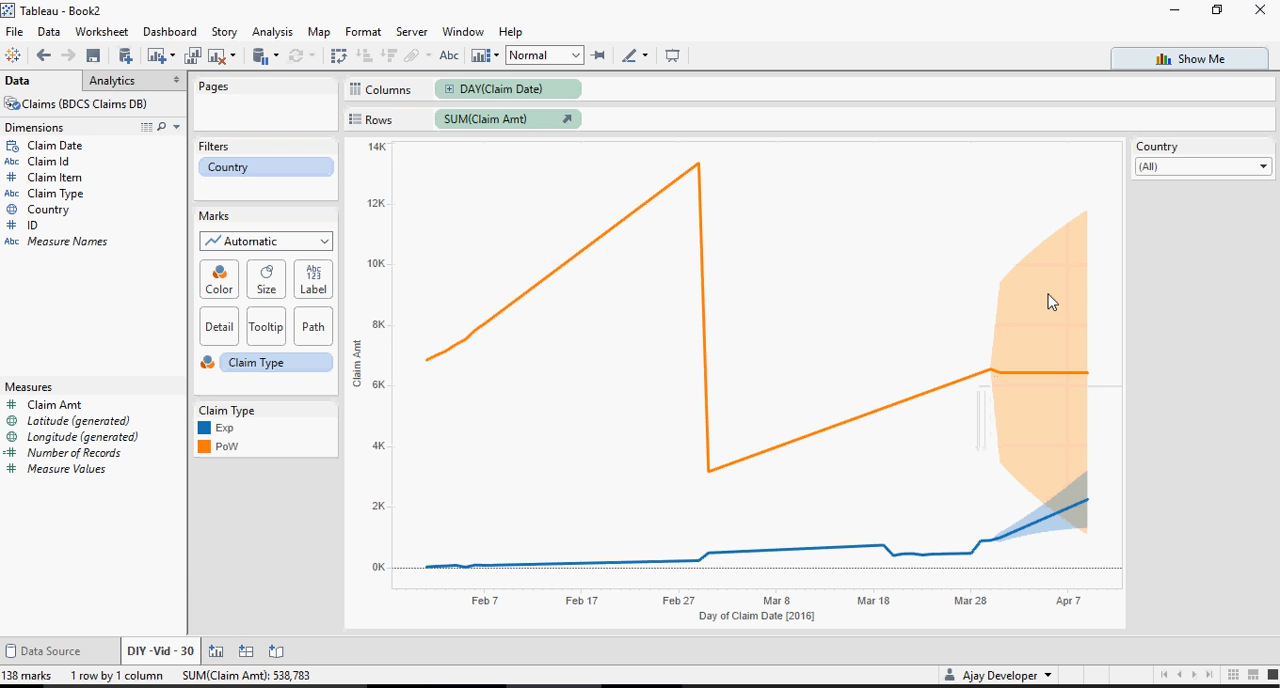 Tableau - Book2
File Data Worksheet Dashboard Story Analysis Map Format Server Window Help
Abc Normal Show Me
Data Analytics
Claims (BDCS Claims DB)
Dimensions
Claim Date
Abc Claim Id
# Claim Item
Abc Claim Type
Country
# ID
Abc Measure Names
Measures
# Claim Amt
Latitude (generated)
Longitude (generated)
# Number of Records
# Measure Values
Pages
Filters
Country
Marks
Automatic
Color Size Abc 123 Label
Detail Tooltip Path
Claim Type
Claim Type
Exp
PoW
Columns DAY(Claim Date)
Rows SUM(Claim Amt)
14K
12K
10K
8K
6K
4K
2K
0K
Claim Amt
Feb 7 Feb 17 Feb 27 Mar 8 Mar 18 Mar 28 Apr 7
Day of Claim Date [2016]
Country
(All)
Data Source DIY -Vid - 30
138 marks 1 row by 1 column SUM(Claim Amt): 538,783 Ajay Developer